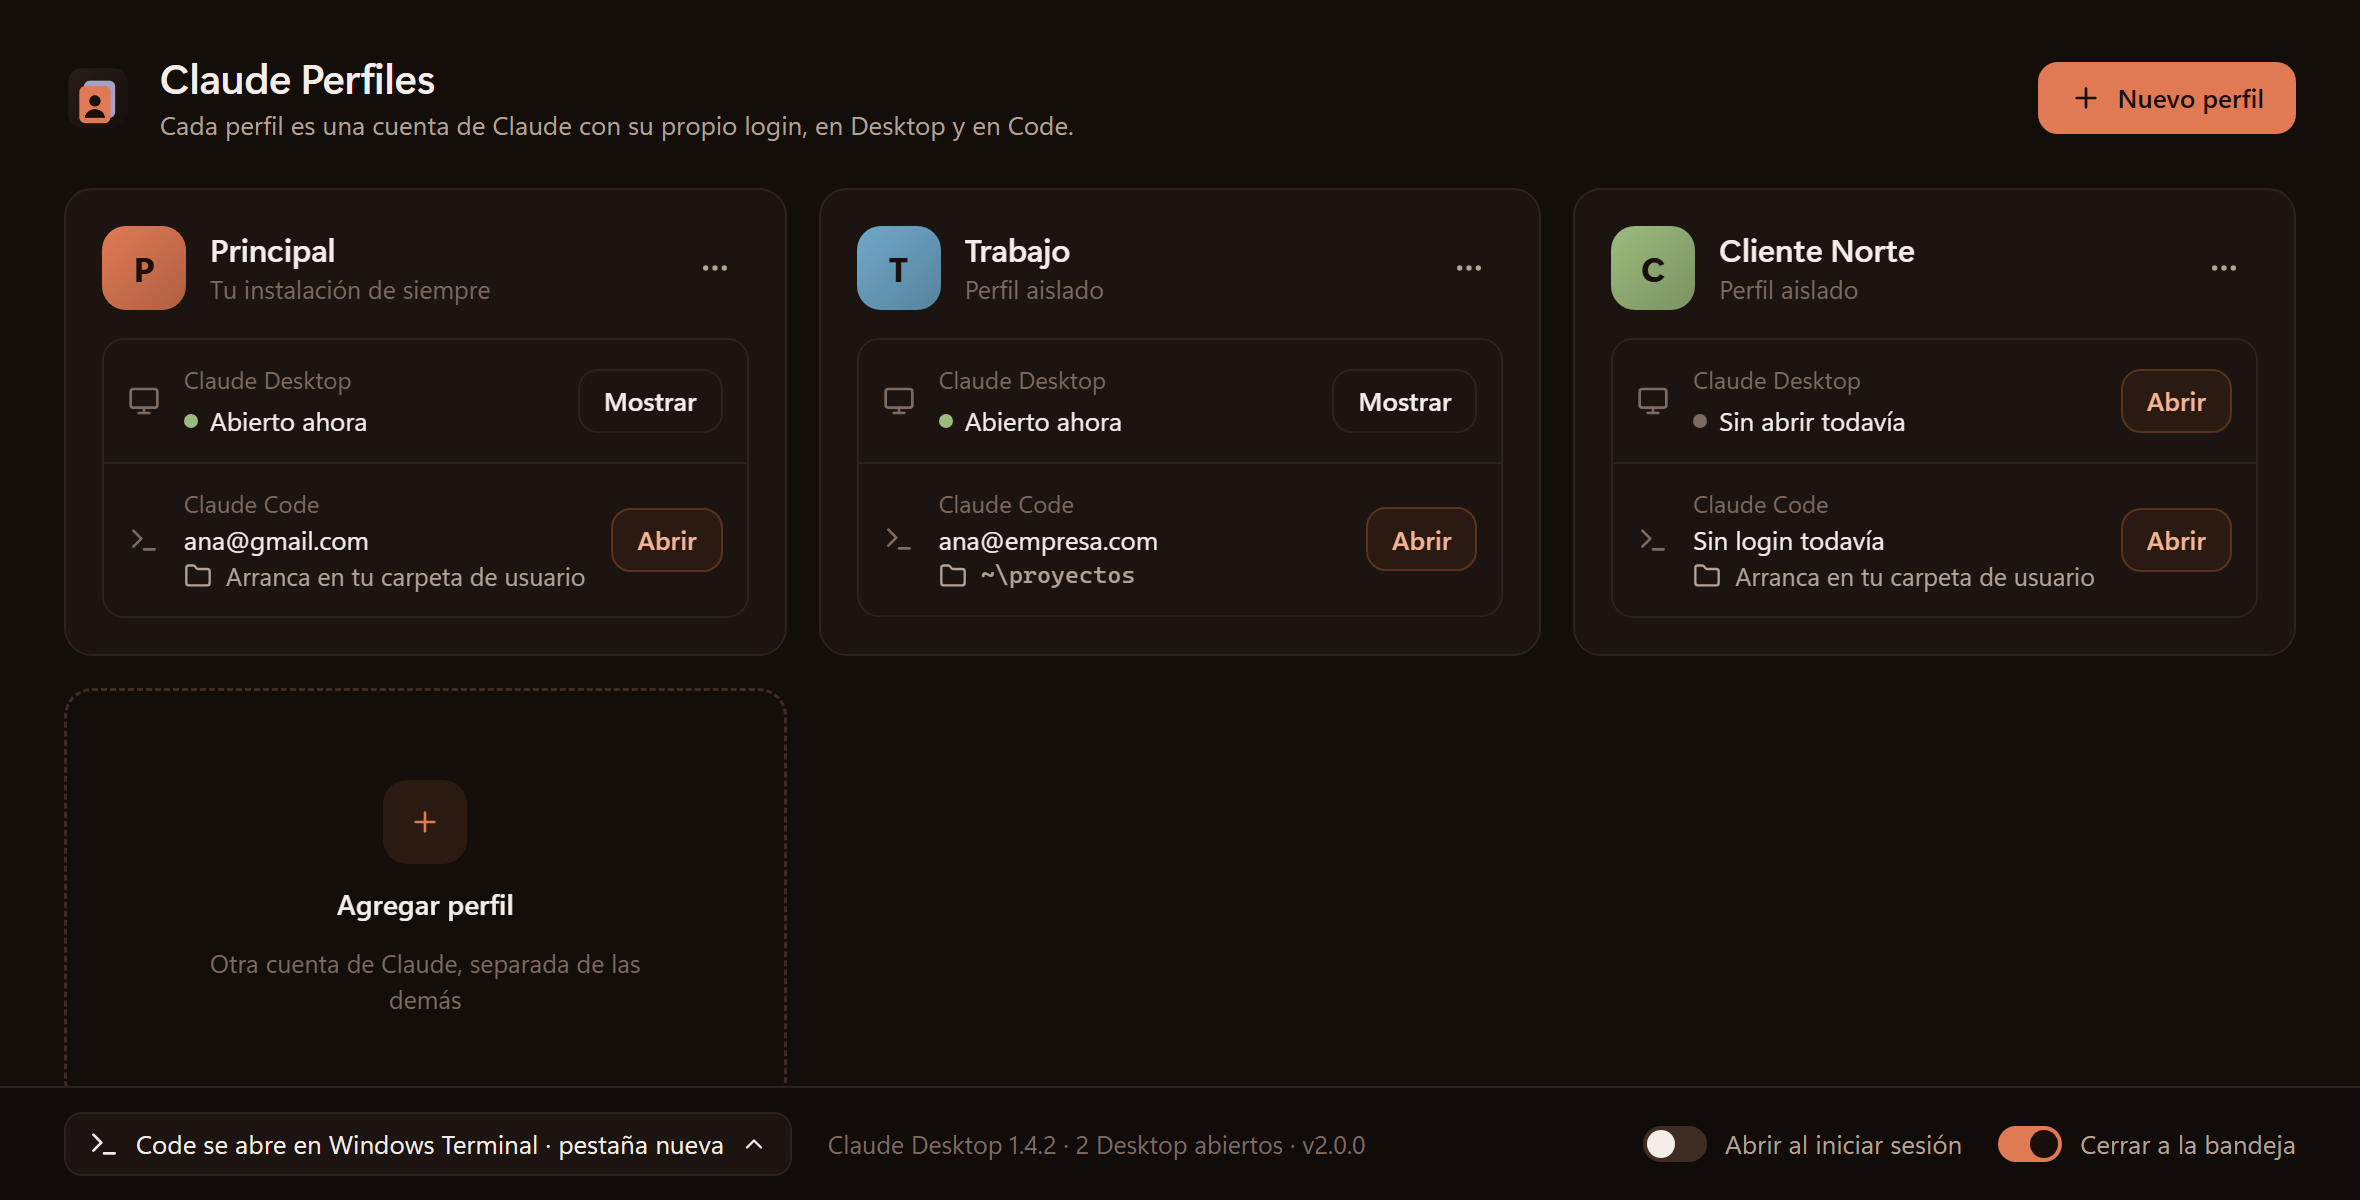 Claude Perfiles
Cada perfil es una cuenta de Claude con su propio login, en Desktop y en Code.
Nuevo perfil
P
Principal
Tu instalación de siempre
Claude Desktop
Abierto ahora
Mostrar
Claude Code
ana@gmail.com
Arranca en tu carpeta de usuario
Abrir
T
Trabajo
Perfil aislado
Claude Desktop
Abierto ahora
Mostrar
Claude Code
ana@empresa.com
~\proyectos
Abrir
C
Cliente Norte
Perfil aislado
Claude Desktop
Sin abrir todavía
Abrir
Claude Code
Sin login todavía
Arranca en tu carpeta de usuario
Abrir
Agregar perfil
Otra cuenta de Claude, separada de las
demás
Code se abre en Windows Terminal · pestaña nueva
Claude Desktop 1.4.2 · 2 Desktop abiertos · v2.0.0
Abrir al iniciar sesión
Cerrar a la bandeja